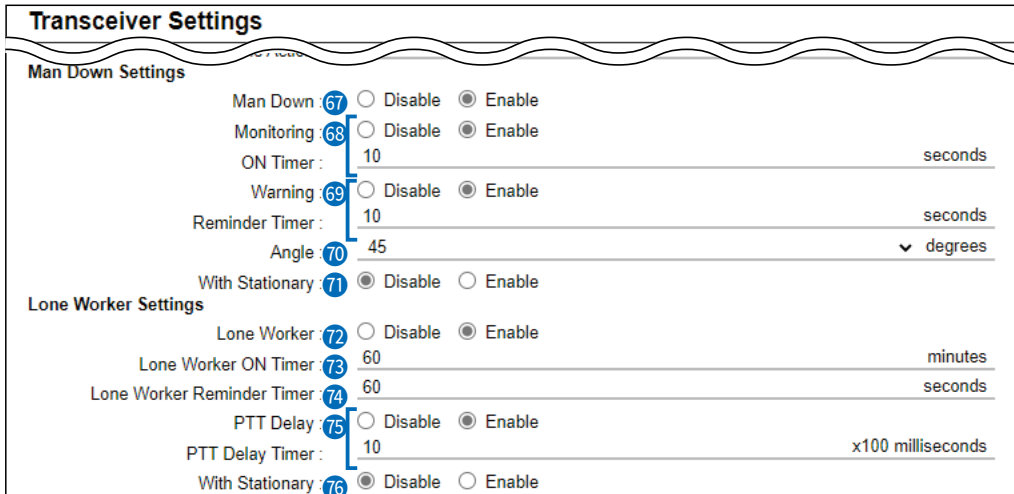 Transceiver Settings
Man Down Settings
Man Down : 67 Disable Enable
Monitoring : 68 Disable Enable
ON Timer : 10 seconds
Warning : 69 Disable Enable
Reminder Timer : 10 seconds
Angle : 70 45 degrees
With Stationary : 71 Disable Enable
Lone Worker Settings
Lone Worker : 72 Disable Enable
Lone Worker ON Timer : 73 60 minutes
Lone Worker Reminder Timer : 74 60 seconds
PTT Delay : 75 Disable Enable
PTT Delay Timer : 10 x100 milliseconds
With Stationary : 76 Disable Enable